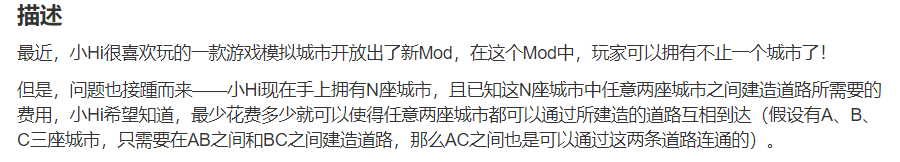 描述
最近，小Hi很喜欢玩的一款游戏模拟城市开放出了新Mod，在这个Mod中，玩家可以拥有不止一个城市了！
但是，问题也接踵而来——小Hi现在手上拥有N座城市，且已知这N座城市中任意两座城市之间建造道路所需要的
费用，小Hi希望知道，最少花费多少就可以使得任意两座城市都可以通过所建造的道路互相到达（假设有A、B、
C三座城市，只需要在AB之间和BC之间建造道路，那么AC之间也是可以通过这两条道路连通的）。